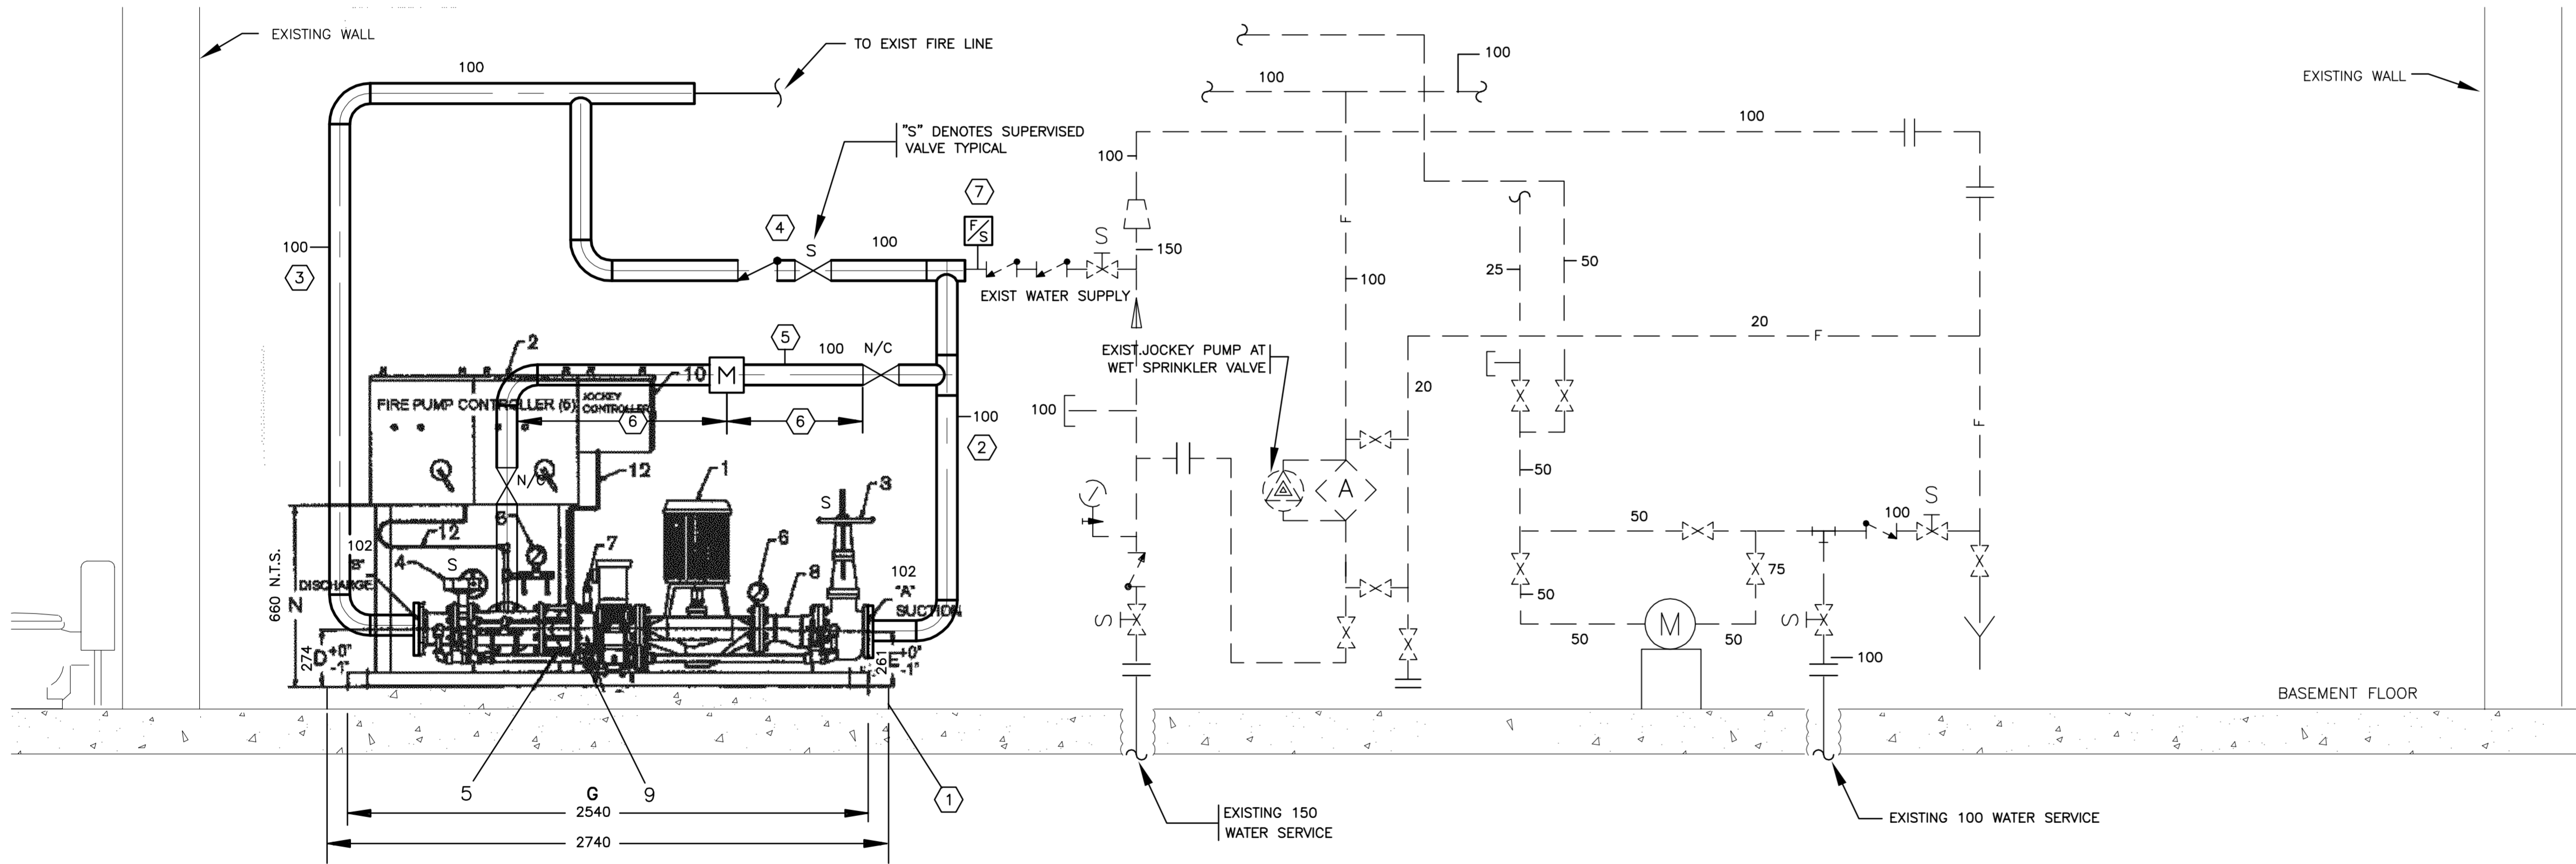 EXISTING WALL
TO EXIST FIRE LINE
100
"S" DENOTES SUPERVISED
VALVE TYPICAL
100
100
EXISTING WALL
100
100
7
F/S
4
S
100
S
150
100
3
EXIST WATER SUPPLY
25
50
F
100
5
100
N/C
M
2
10
FIRE PUMP CONTROLLER (6)
JOCKEY
CONTROLLER
6
6
100
2
EXIST. JOCKEY PUMP AT
WET SPRINKLER VALVE
20
F
20
100
12
1
N/C
S
3
12
102
"B"
DISCHARGE
4
S
7
6
8
102
"A"
SUCTION
660 N.T.S.
N
274
D +0"
-1"
261
E +0"
-1"
A
F
50
50
S
100
75
50
50
M
50
S
S
100
BASEMENT FLOOR
5
G
9
1
2540
2740
EXISTING 150
WATER SERVICE
EXISTING 100 WATER SERVICE